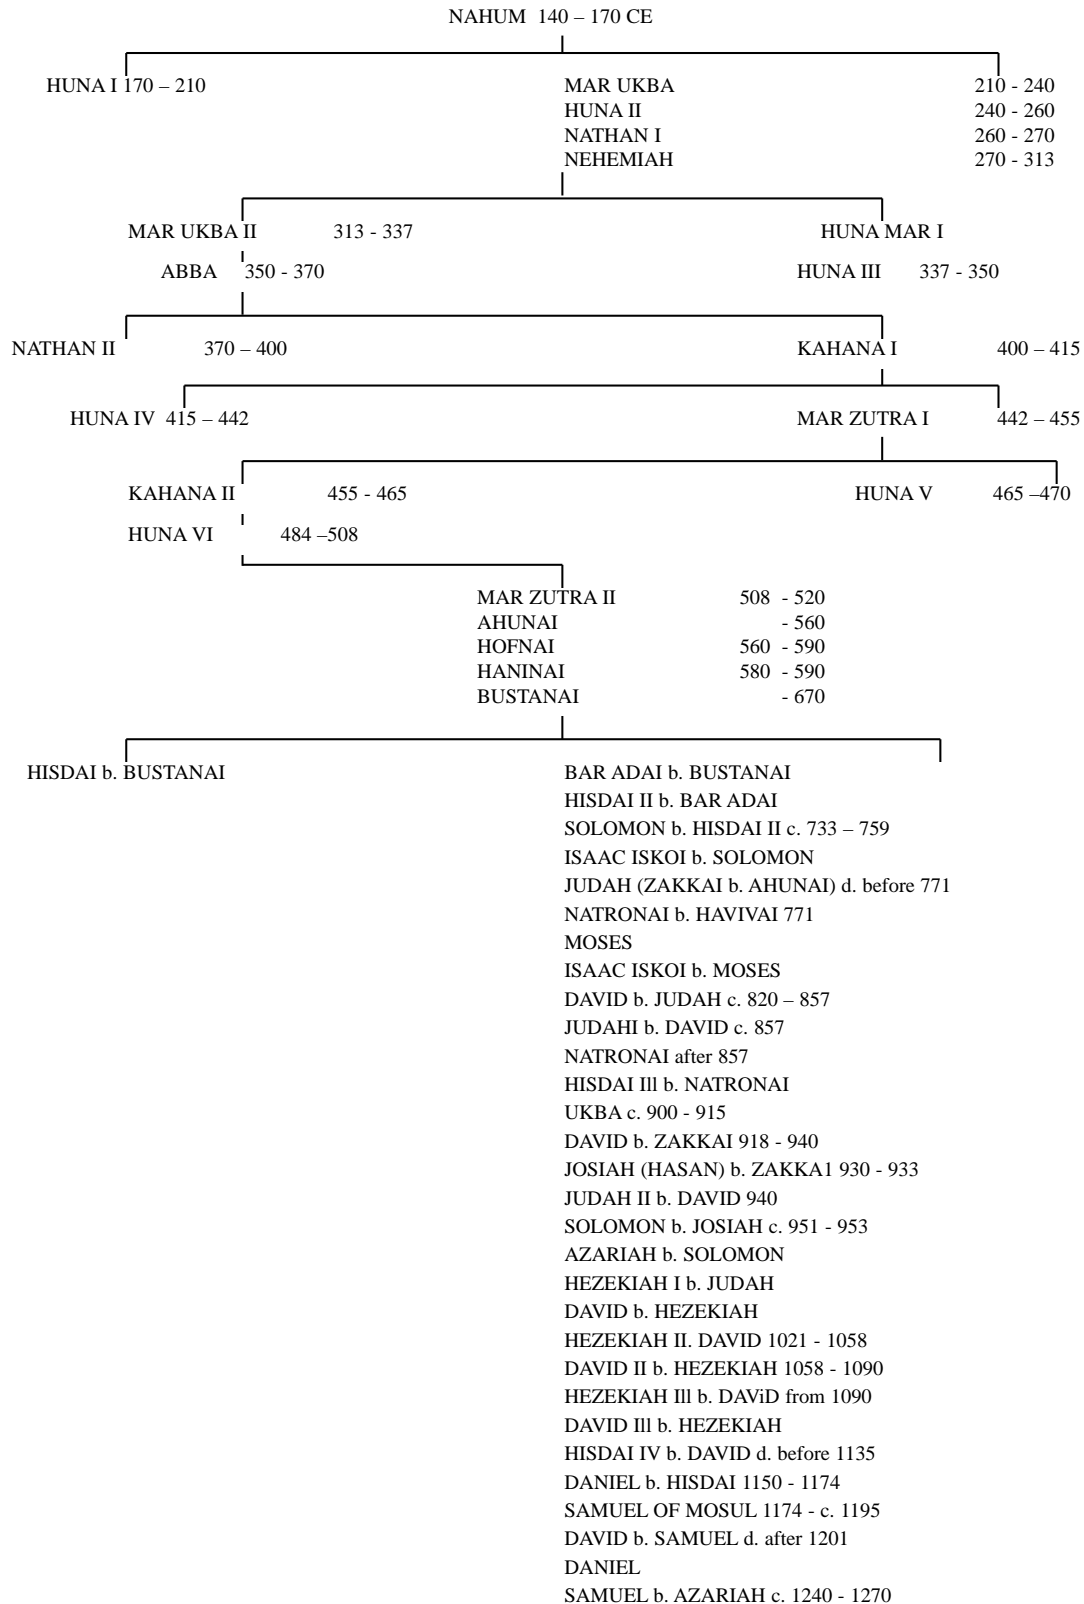 NAHUM 140 – 170 CE
HUNA I 170 – 210 MAR UKBA 210 - 240
HUNA II 240 - 260
NATHAN I 260 - 270
NEHEMIAH 270 - 313
MAR UKBA II 313 - 337 HUNA MAR I
ABBA 350 - 370 HUNA III 337 - 350
NATHAN II 370 – 400 KAHANA I 400 – 415
HUNA IV 415 – 442 MAR ZUTRA I 442 – 455
KAHANA II 455 - 465 HUNA V 465 –470
HUNA VI 484 –508
MAR ZUTRA II 508 - 520
AHUNAI - 560
HOFNAI 560 - 590
HANINAI 580 - 590
BUSTANAI - 670
HISDAI b. BUSTANAI BAR ADAI b. BUSTANAI
HISDAI II b. BAR ADAI
SOLOMON b. HISDAI II c. 733 – 759
ISAAC ISKOI b. SOLOMON
JUDAH (ZAKKAI b. AHUNAI) d. before 771
NATRONAI b. HAVIVAI 771
MOSES
ISAAC ISKOI b. MOSES
DAVID b. JUDAH c. 820 – 857
JUDAHI b. DAVID c. 857
NATRONAI after 857
HISDAI Ill b. NATRONAI
UKBA c. 900 - 915
DAVID b. ZAKKAI 918 - 940
JOSIAH (HASAN) b. ZAKKA1 930 - 933
JUDAH II b. DAVID 940
SOLOMON b. JOSIAH c. 951 - 953
AZARIAH b. SOLOMON
HEZEKIAH I b. JUDAH
DAVID b. HEZEKIAH
HEZEKIAH II. DAVID 1021 - 1058
DAVID II b. HEZEKIAH 1058 - 1090
HEZEKIAH Ill b. DAViD from 1090
DAVID Ill b. HEZEKIAH
HISDAI IV b. DAVID d. before 1135
DANIEL b. HISDAI 1150 - 1174
SAMUEL OF MOSUL 1174 - c. 1195
DAVID b. SAMUEL d. after 1201
DANIEL
SAMUEL b. AZARIAH c. 1240 - 1270